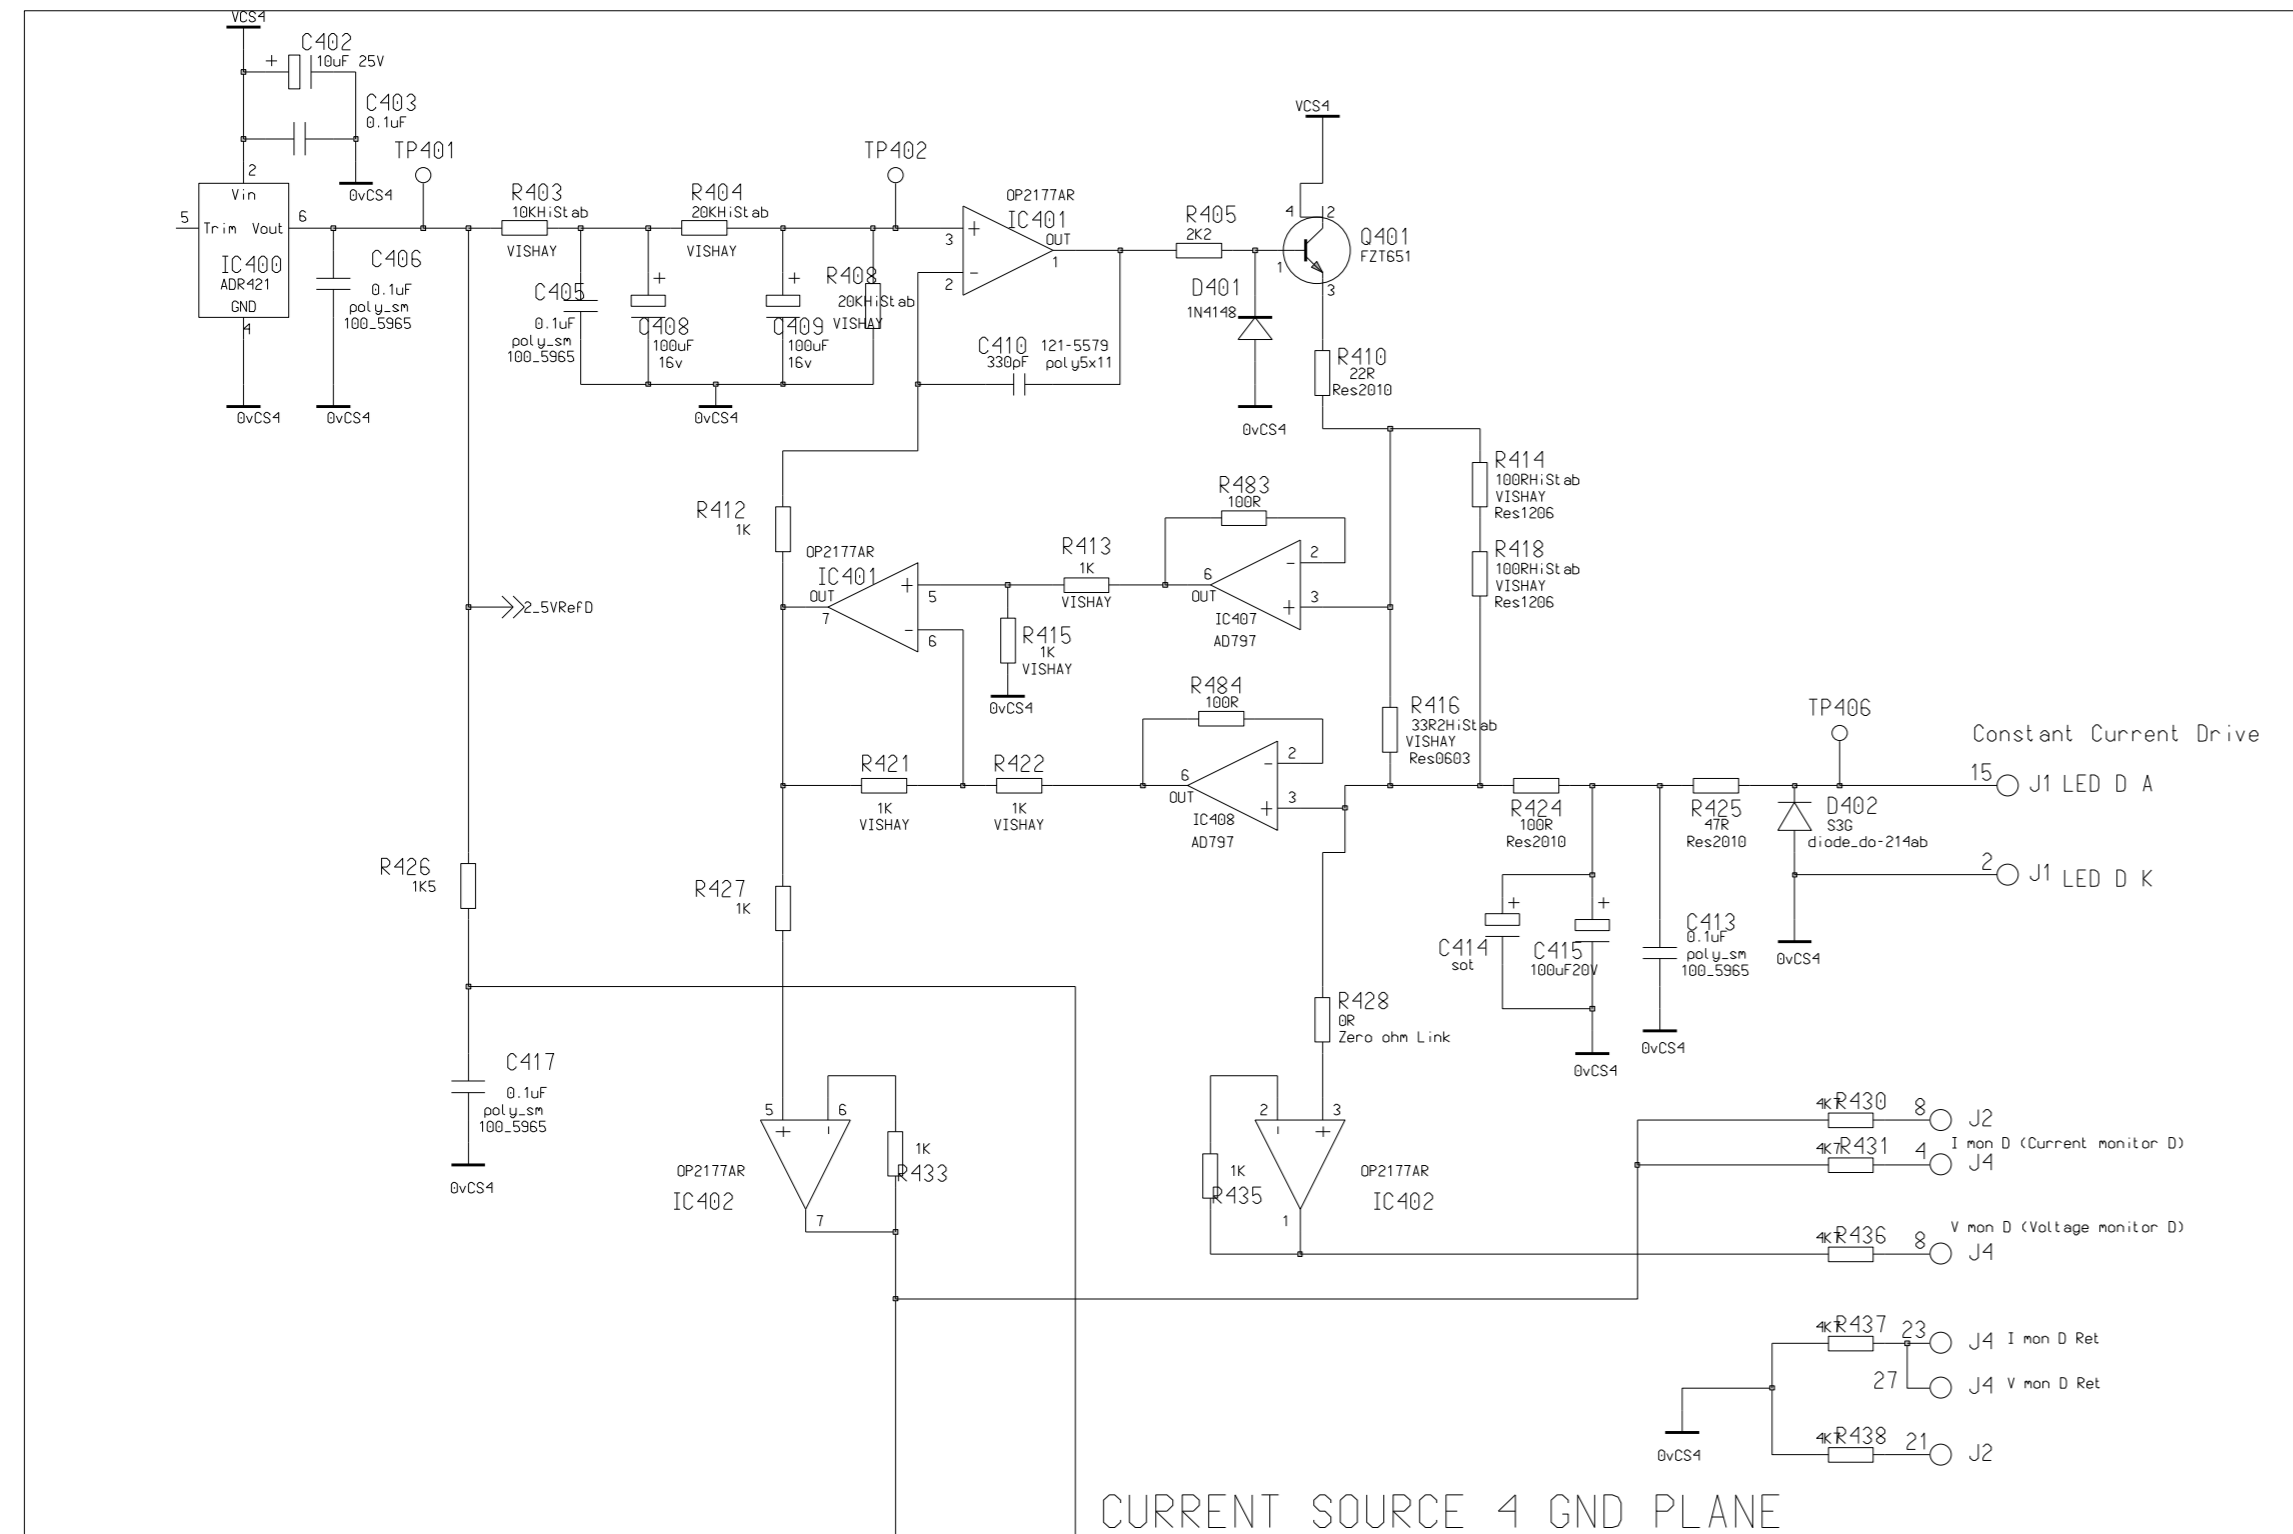 VCS4
C402
+ 10uF 25V
C403
0.1uF
0vCS4
2
Vin
5
Trim Vout
6
IC400
ADR421
GND
4
0vCS4
TP401
C406
0.1uF
poly_sm
100_5965
0vCS4
R403
10KHiStab
VISHAY
R404
20KHiStab
VISHAY
C405
0.1uF
poly_sm
100_5965
+
C408
100uF
16v
+
C409
100uF
16v
0vCS4
R408
20KHiStab
VISHAY
TP402
OP2177AR
IC401
OUT
3 +
2 -
1
C410 121-5579
330pF poly5x11
R405
2K2
D401
1N4148
0vCS4
VCS4
4 2
1
3
Q401
FZT651
R410
22R
Res2010
R414
100RHiStab
VISHAY
Res1206
R418
100RHiStab
VISHAY
Res1206
R412
1K
OP2177AR
IC401
OUT
7
+ 5
- 6
R413
1K
VISHAY
R415
1K
VISHAY
0vCS4
R483
100R
6
OUT
- 2
+ 3
IC407
AD797
2_5VRefD
R484
100R
6
OUT
- 2
+ 3
IC408
AD797
R416
33R2HiStab
VISHAY
Res0603
R421
1K
VISHAY
R422
1K
VISHAY
R424
100R
Res2010
R425
47R
Res2010
TP406
Constant Current Drive
15 J1 LED D A
D402
S3G
diode_do-214ab
2 J1 LED D K
0vCS4
R426
1K5
R427
1K
+
C414
sot
+
C415
100uF20V
0vCS4
C413
0.1uF
poly_sm
100_5965
0vCS4
R428
0R
Zero ohm Link
C417
0.1uF
poly_sm
100_5965
0vCS4
5 6
+ -
7
OP2177AR
IC402
1K
R433
2 3
- +
1
1K
R435
OP2177AR
IC402
4K7 R430 8 J2
I mon D (Current monitor D)
4K7 R431 4 J4
V mon D (Voltage monitor D)
4K7 R436 8 J4
4K7 R437 23 J4 I mon D Ret
27 J4 V mon D Ret
0vCS4
4K7 R438 21 J2
CURRENT SOURCE 4 GND PLANE